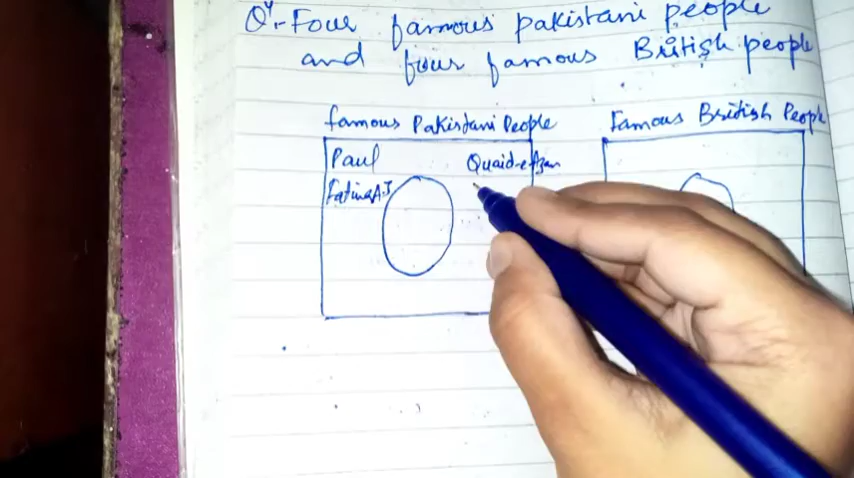 Q4.-Four famous pakistani people
and four famous British people
famous Pakistani People
Famous British People
Paul
Quaid-e-Azam
Fatima A.J